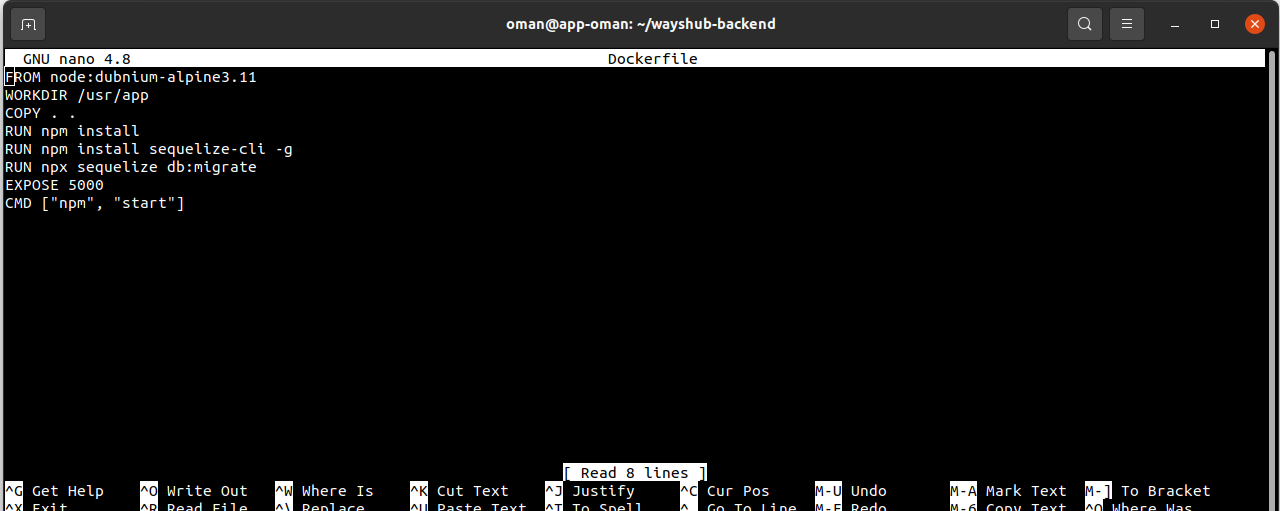 oman@app-oman: ~/wayshub-backend
GNU nano 4.8 Dockerfile
FROM node:dubnium-alpine3.11
WORKDIR /usr/app
COPY . .
RUN npm install
RUN npm install sequelize-cli -g
RUN npx sequelize db:migrate
EXPOSE 5000
CMD ["npm", "start"]
[ Read 8 lines ]
^G Get Help ^O Write Out ^W Where Is ^K Cut Text ^J Justify ^C Cur Pos M-U Undo M-A Mark Text M-] To Bracket
^X Exit ^R Read File ^\ Replace ^U Paste Text ^T To Spell ^_ Go To Line M-E Redo M-6 Copy Text ^Q Where Was